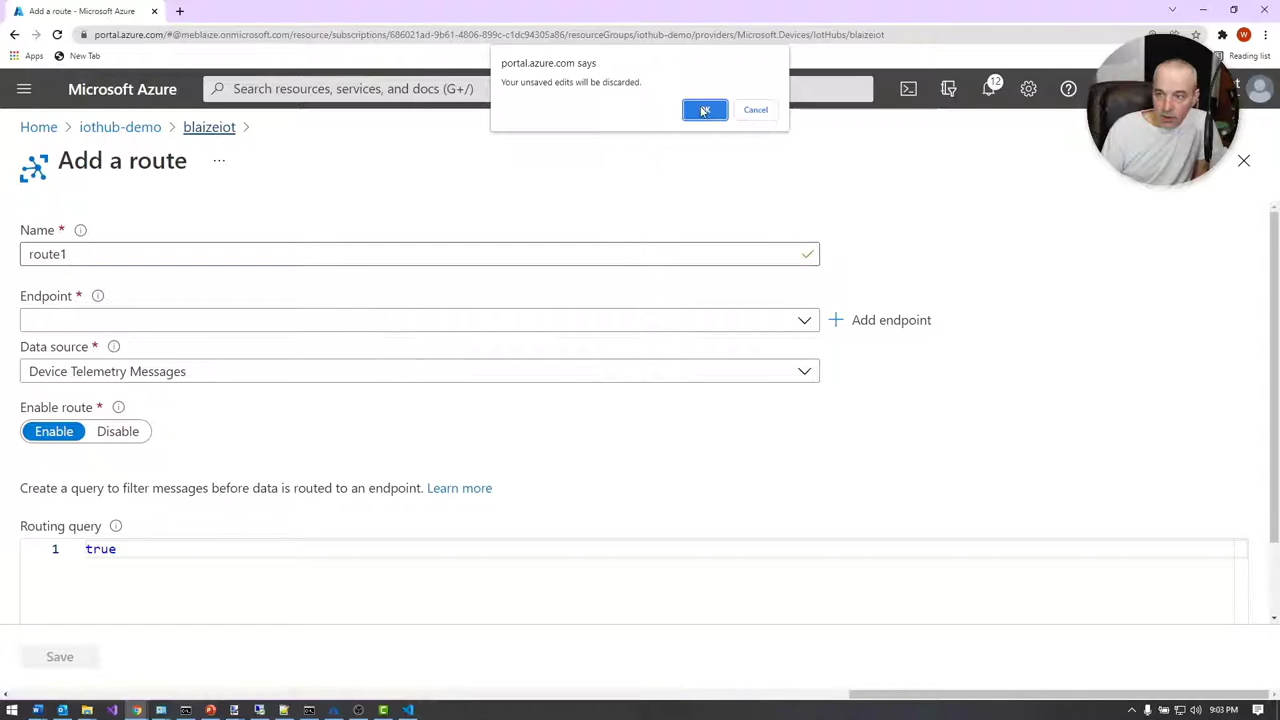 Add a route - Microsoft Azure
portal.azure.com/#@meblaize.onmicrosoft.com/resource/subscriptions/686021ad-9b61-4806-899c-c1dc94305a86/resourceGroups/iothub-demo/providers/Microsoft.Devices/IotHubs/blaizeiot
W
Apps
New Tab
Reading list
portal.azure.com says
Your unsaved edits will be discarded.
OK
Cancel
Microsoft Azure
Search resources, services, and docs (G+/)
12
Home > iothub-demo > blaizeiot >
Add a route
...
Name *
route1
Endpoint *
Add endpoint
Data source *
Device Telemetry Messages
Enable route *
Enable
Disable
Create a query to filter messages before data is routed to an endpoint. Learn more
Routing query
1
true
Save
9:03 PM